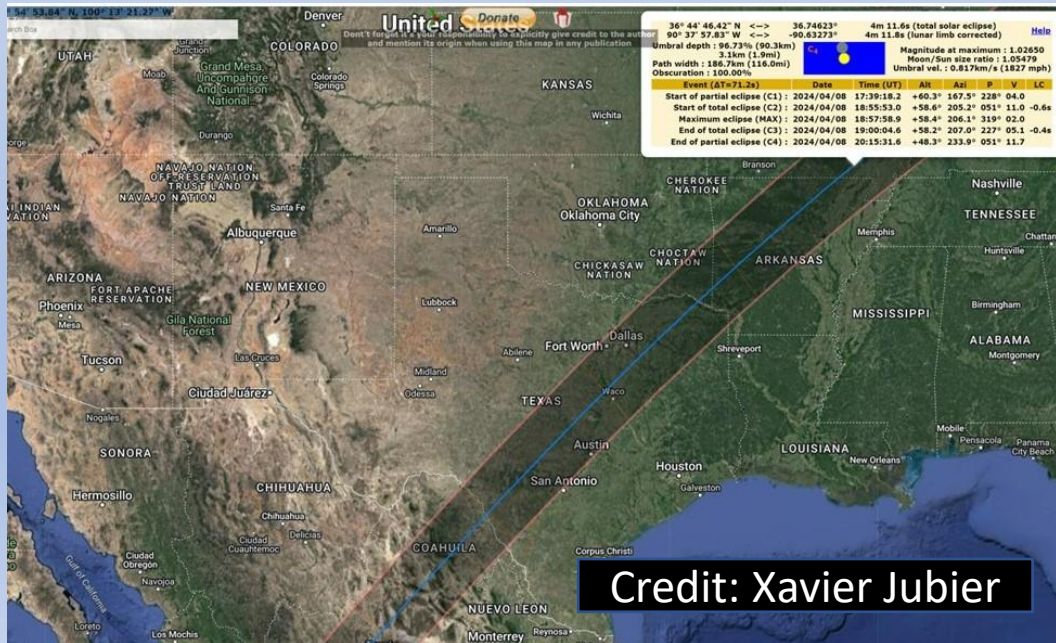 54' 53.84" N, 100° 13' 21.27" W
United States
Donate
Don't forget it's your responsibility to explicitly give credit to the author
and mention its origin when using this map in any publication
36° 44' 46.42" N <—> 36.74623° 4m 11.6s (total solar eclipse)
90° 37' 57.83" W <—> -90.63273° 4m 11.8s (lunar limb corrected)
Help
Umbral depth : 96.73% (90.3km)
3.1km (1.9mi)
Path width : 186.7km (116.0mi)
Obscuration : 100.00%
C4
Magnitude at maximum : 1.02650
Moon/Sun size ratio : 1.05479
Umbral vel. : 0.817km/s (1827 mph)
Event (ΔT=71.2s) Date Time (UT) Alt Azi P V LC
Start of partial eclipse (C1) : 2024/04/08 17:39:18.2 +60.3° 167.5° 228° 04.0
Start of total eclipse (C2) : 2024/04/08 18:55:53.0 +58.6° 205.2° 051° 11.0 -0.6s
Maximum eclipse (MAX) : 2024/04/08 18:57:58.9 +58.4° 206.1° 319° 02.0
End of total eclipse (C3) : 2024/04/08 19:00:04.6 +58.2° 207.0° 227° 05.1 -0.4s
End of partial eclipse (C4) : 2024/04/08 20:15:31.6 +48.3° 233.9° 051° 11.7
Denver
UTAH
COLORADO
Grand Mesa,
Uncompahgre
And Gunnison
National
Moab
Colorado
Springs
KANSAS
Wichita
Durango
NAVAJO NATION
OFF-RESERVATION
TRUST LAND
NAVAJO NATION
Branson
CHEROKEE
NATION
Nashville
TENNESSEE
Santa Fe
OKLAHOMA
Oklahoma City
Albuquerque
Amarillo
Memphis
Huntsville
CHOCTAW
NATION
CHICKASAW
NATION
ARKANSAS
ARIZONA
FORT APACHE
RESERVATION
NEW MEXICO
Phoenix
Mesa
Gila National
Forest
Lubbock
MISSISSIPPI
Birmingham
ALABAMA
Montgomery
Fort Worth
Dallas
Shreveport
Abilene
Tucson
Las Cruces
Midland
Odessa
Ciudad Juárez
Waco
TEXAS
Nogales
SONORA
Austin
LOUISIANA
Mobile
Pensacola
Panama
City Beach
New Orleans
Houston
Galveston
San Antonio
Hermosillo
CHIHUAHUA
Chihuahua
Ciudad
Cuauhtemoc
Delicias
COAHUILA
Corpus Christi
Ciudad
Obregón
Navojoa
Gulf of California
Loreto
Los Mochis
NUEVO LEON
Monterrey
Reynosa
Credit: Xavier Jubier